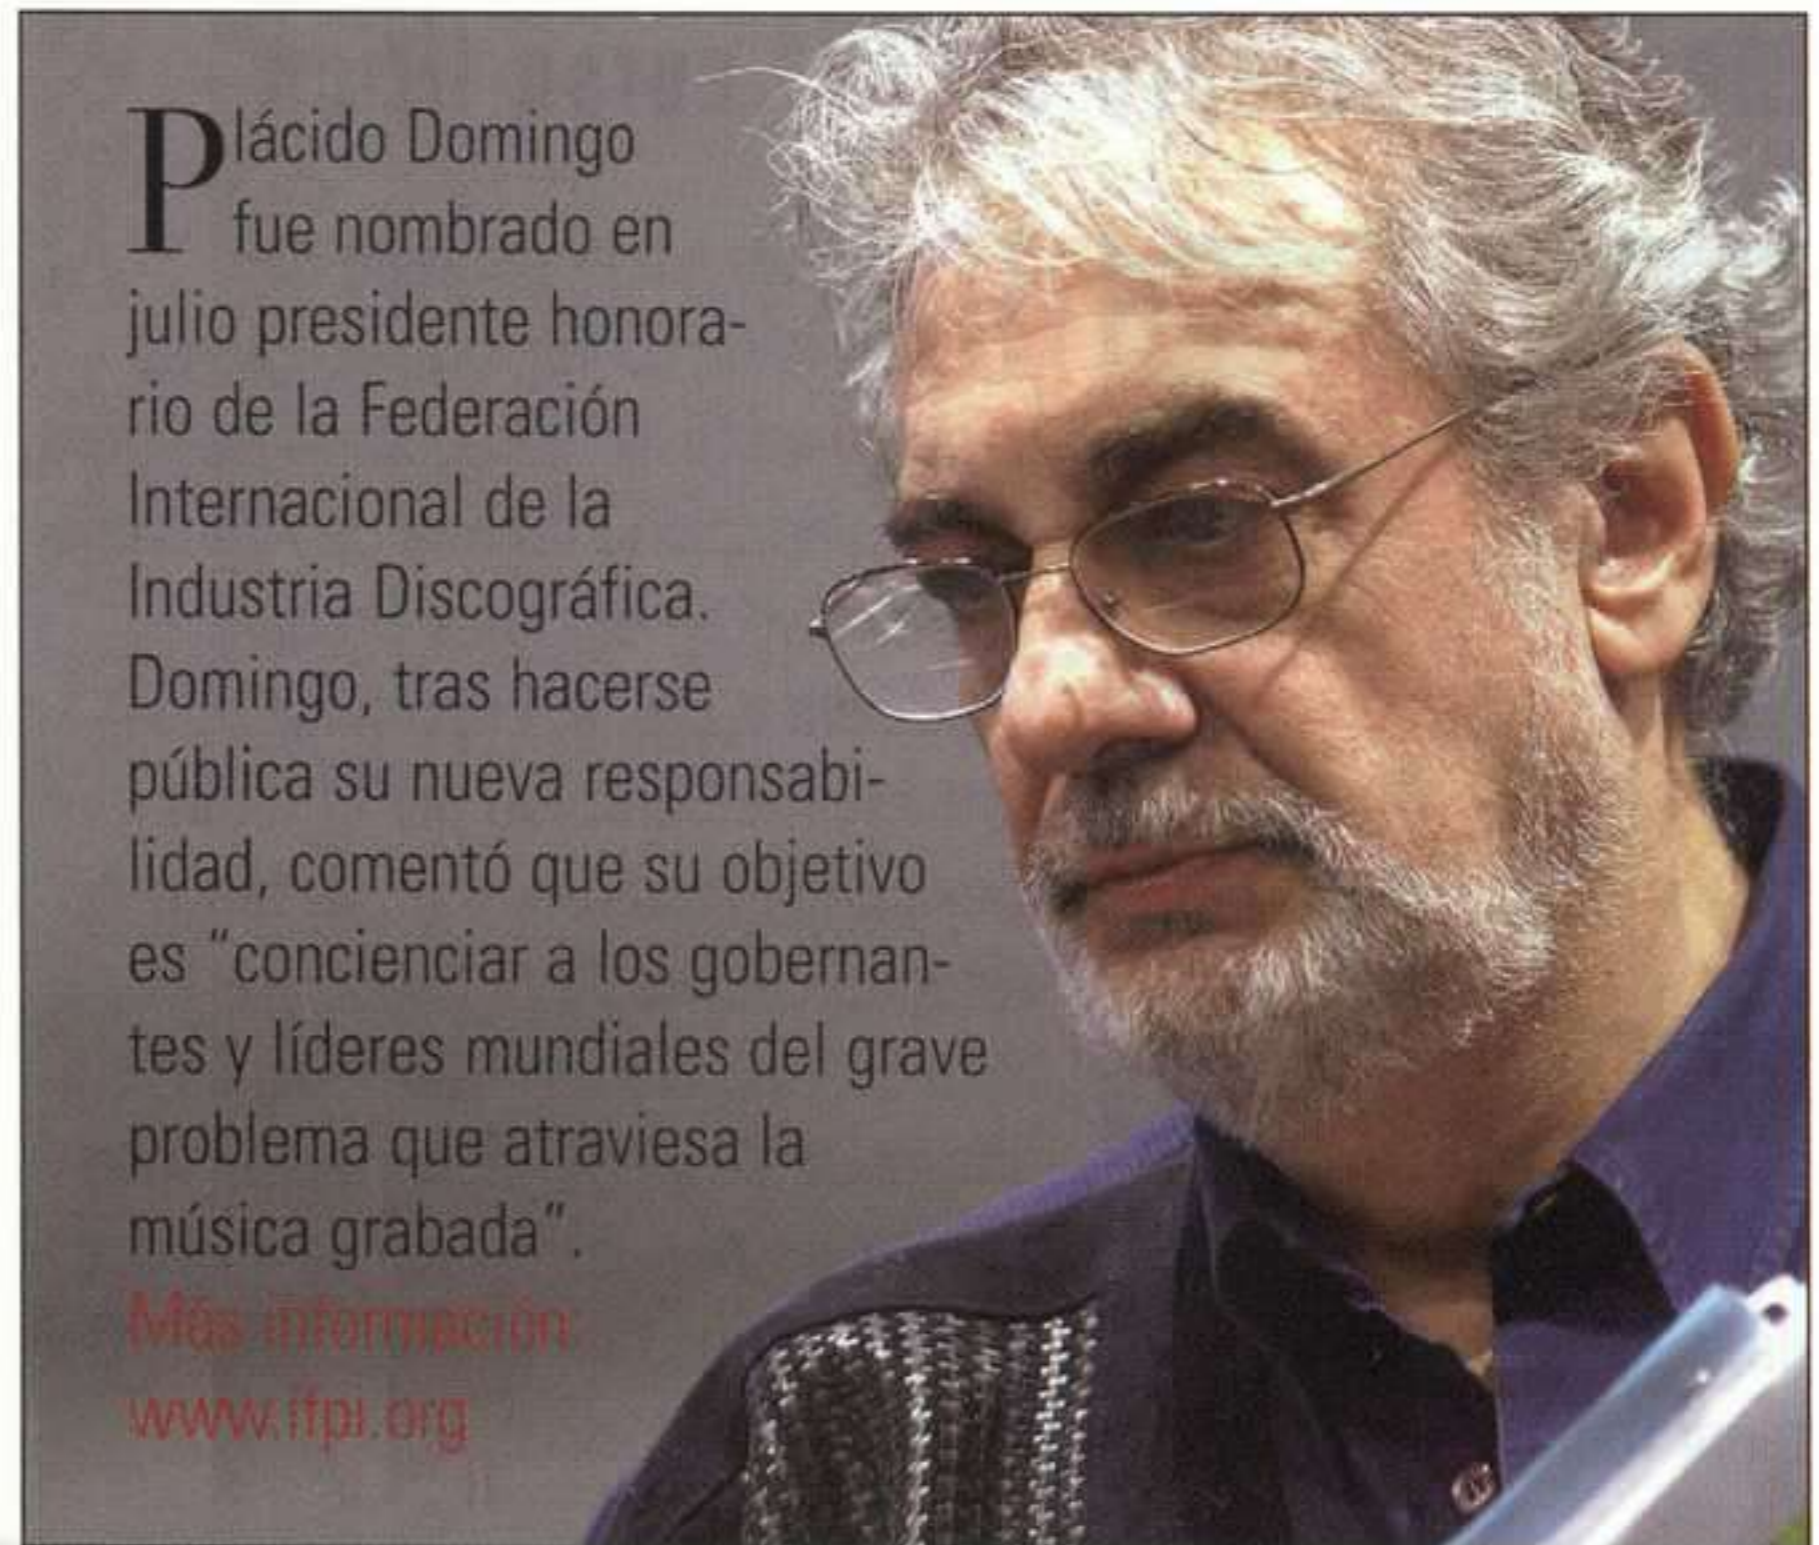 Plácido Domingo
fue nombrado en
julio presidente honora-
rio de la Federación
Internacional de la
Industria Discográfica.
Domingo, tras hacerse
pública su nueva responsabi-
lidad, comentó que su objetivo
es “concienciar a los gobernan-
tes y líderes mundiales del grave
problema que atraviesa la
música grabada”.
Más información
www.ifpi.org